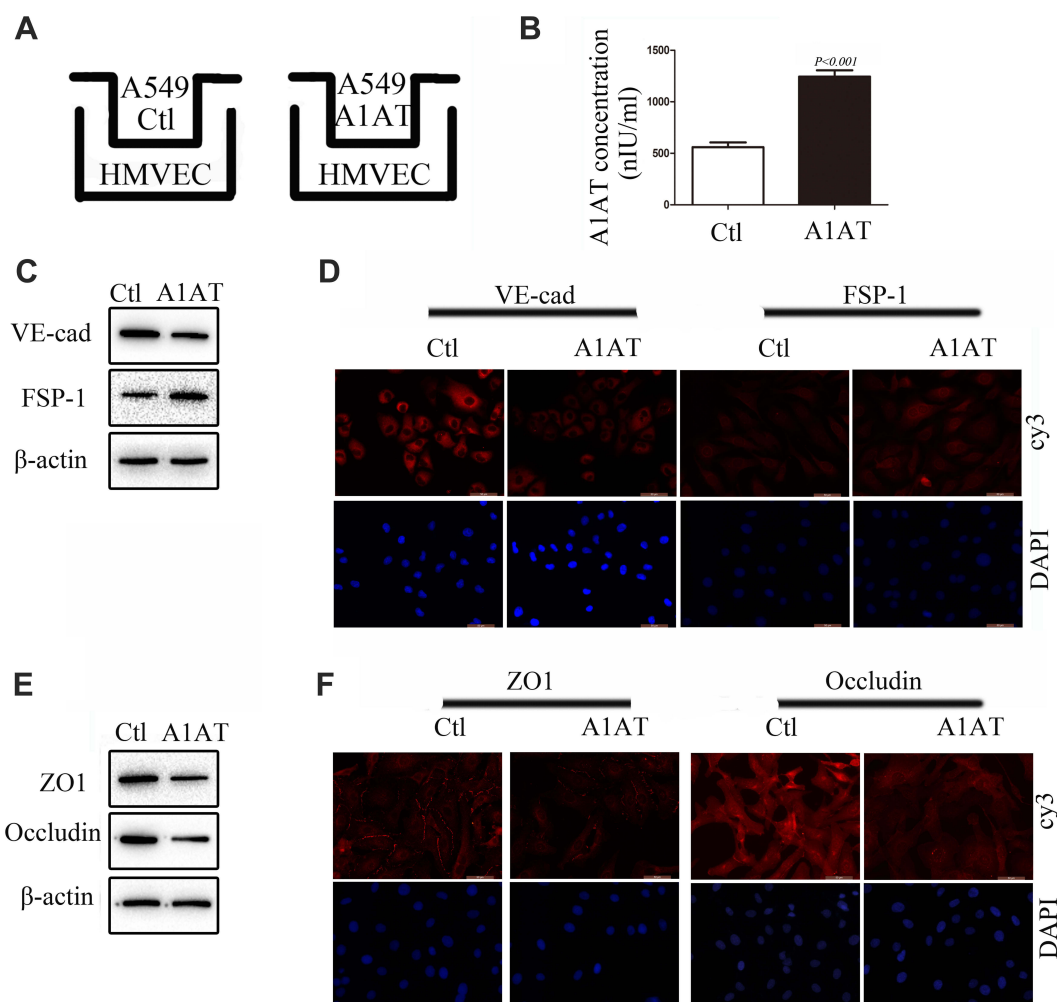 A
A549
Ctl
HMVEC
A549
A1AT
HMVEC
B
A1AT concentration
(nIU/ml)
1500
1000
500
0
P<0.001
Ctl
A1AT
C
Ctl A1AT
VE-cad
FSP-1
β-actin
D
VE-cad
FSP-1
Ctl
A1AT
Ctl
A1AT
cy3
DAPI
E
Ctl A1AT
ZO1
Occludin
β-actin
F
ZO1
Occludin
Ctl
A1AT
Ctl
A1AT
cy3
DAPI